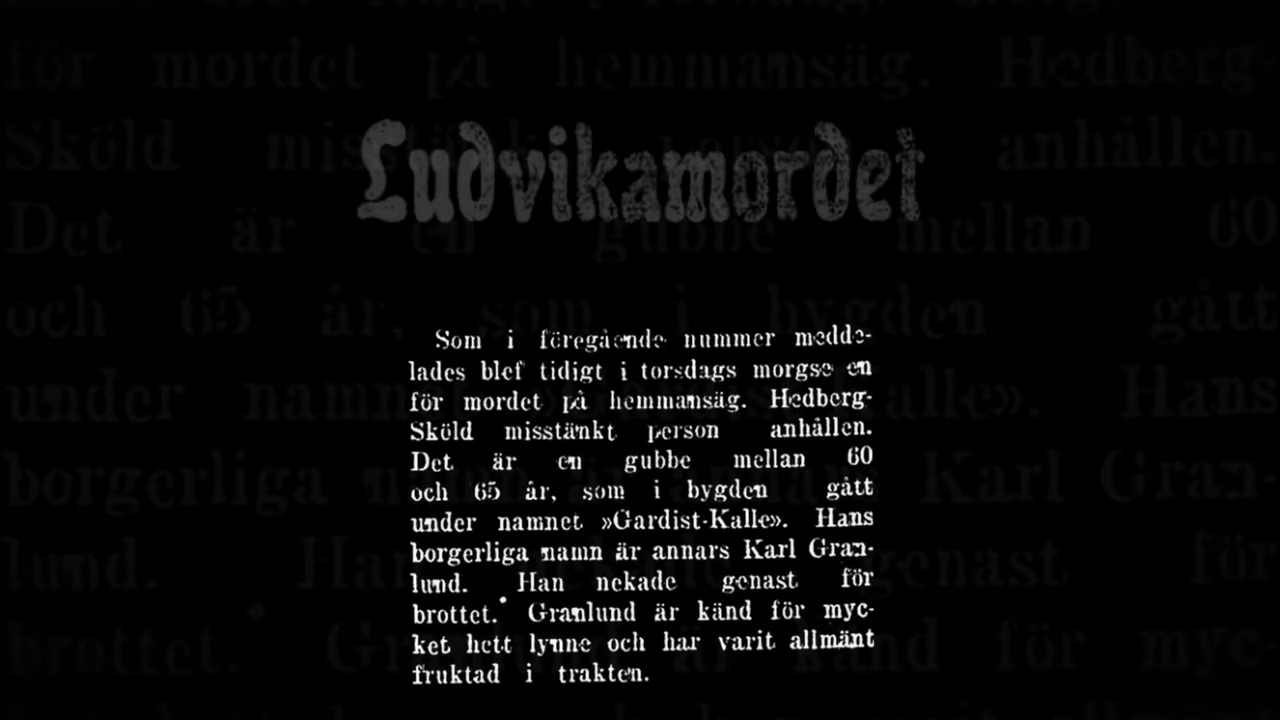 Ludvikamordet
Som i föregående nummer medde-
lades blef tidigt i torsdags morgse en
för mordet på hemmansäg. Hedberg-
Sköld misstänkt person anhållen.
Det är en gubbe mellan 60
och 65 år, som i bygden gått
under namnet »Gardist-Kalle». Hans
borgerliga namn är annars Karl Gran-
lund. Han nekade genast för
brottet. Granlund är känd för myc-
ket hett lynne och har varit allmänt
fruktad i trakten.